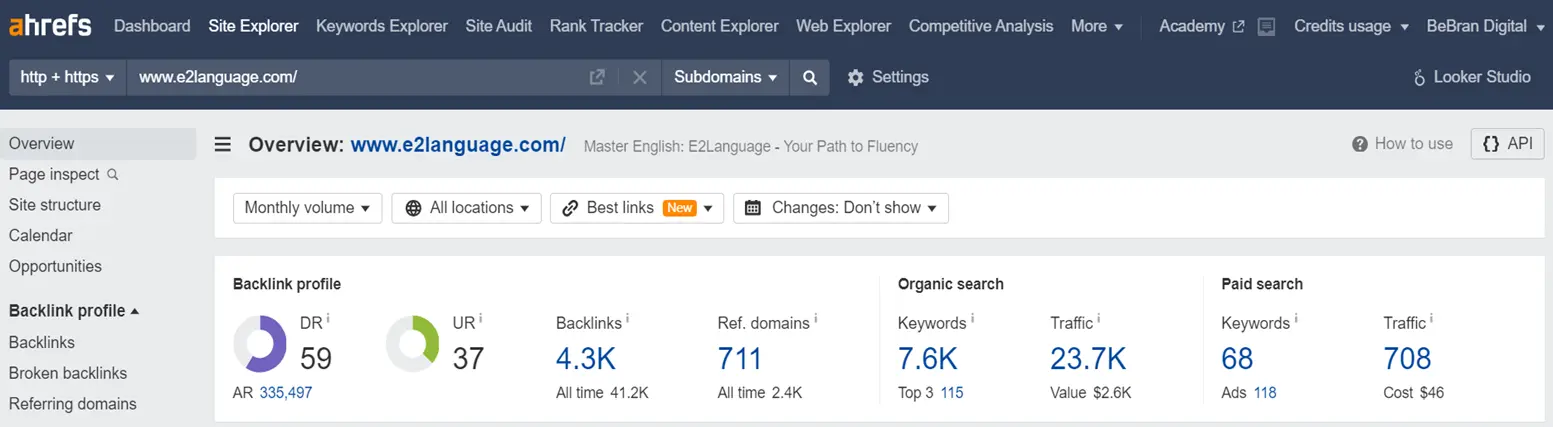 ahrefs Dashboard Site Explorer Keywords Explorer Site Audit Rank Tracker Content Explorer Web Explorer Competitive Analysis More Academy Credits usage BeBran Digital
http + https www.e2language.com/ Subdomains Settings Looker Studio
Overview
Page inspect
Site structure
Calendar
Opportunities
Backlink profile
Backlinks
Broken backlinks
Referring domains
Overview: www.e2language.com/ Master English: E2Language - Your Path to Fluency How to use {} API
Monthly volume All locations Best links New Changes: Don't show
Backlink profile
DR i
59
AR 335,497
UR i
37
Backlinks i
4.3K
All time 41.2K
Ref. domains i
711
All time 2.4K
Organic search
Keywords i
7.6K
Top 3 115
Traffic i
23.7K
Value $2.6K
Paid search
Keywords i
68
Ads 118
Traffic i
708
Cost $46